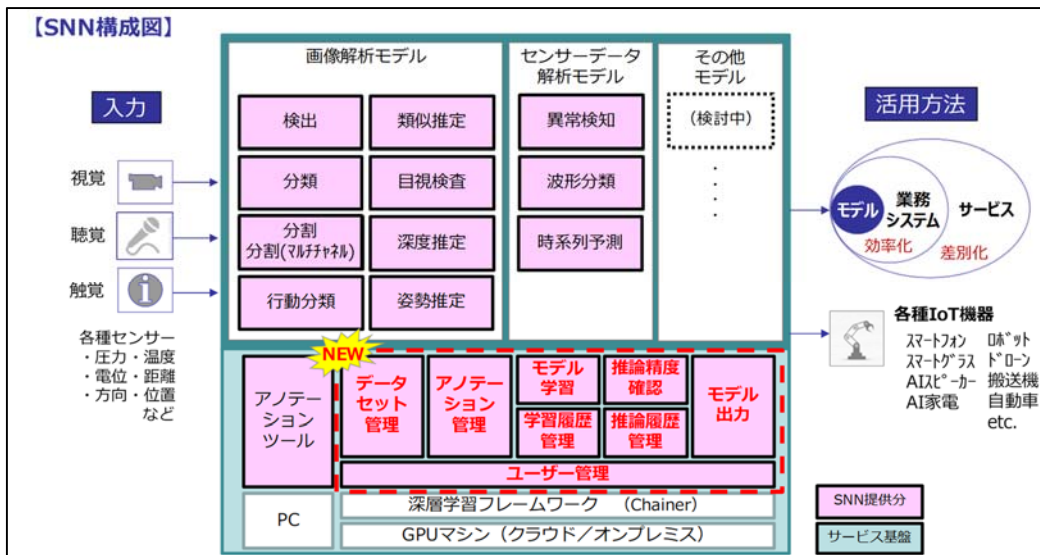 【SNN構成図】
入力
視覚
聴覚
触覚
各種センサー
・圧力・温度
・電位・距離
・方向・位置
など
画像解析モデル
検出
類似推定
分類
目視検査
分割
分割(ﾏﾙﾁﾁｬﾈﾙ)
深度推定
行動分類
姿勢推定
センサーデータ
解析モデル
異常検知
波形分類
時系列予測
その他
モデル
(検討中)
・
・
・
・
NEW
アノテー
ション
ツール
データ
セット
管理
アノテー
ション
管理
モデル
学習
推論精度
確認
学習履歴
管理
推論履歴
管理
モデル
出力
ユーザー管理
PC
深層学習フレームワーク (Chainer)
GPUマシン（クラウド／オンプレミス）
活用方法
モデル
業務
システム
サービス
効率化
差別化
各種IoT機器
ｽﾏｰﾄﾌｫﾝ ﾛﾎﾞｯﾄ
ｽﾏｰﾄｸﾞﾗｽ ﾄﾞﾛｰﾝ
AIｽﾋﾟｰｶｰ 搬送機
AI家電 自動車
etc.
SNN提供分
サービス基盤